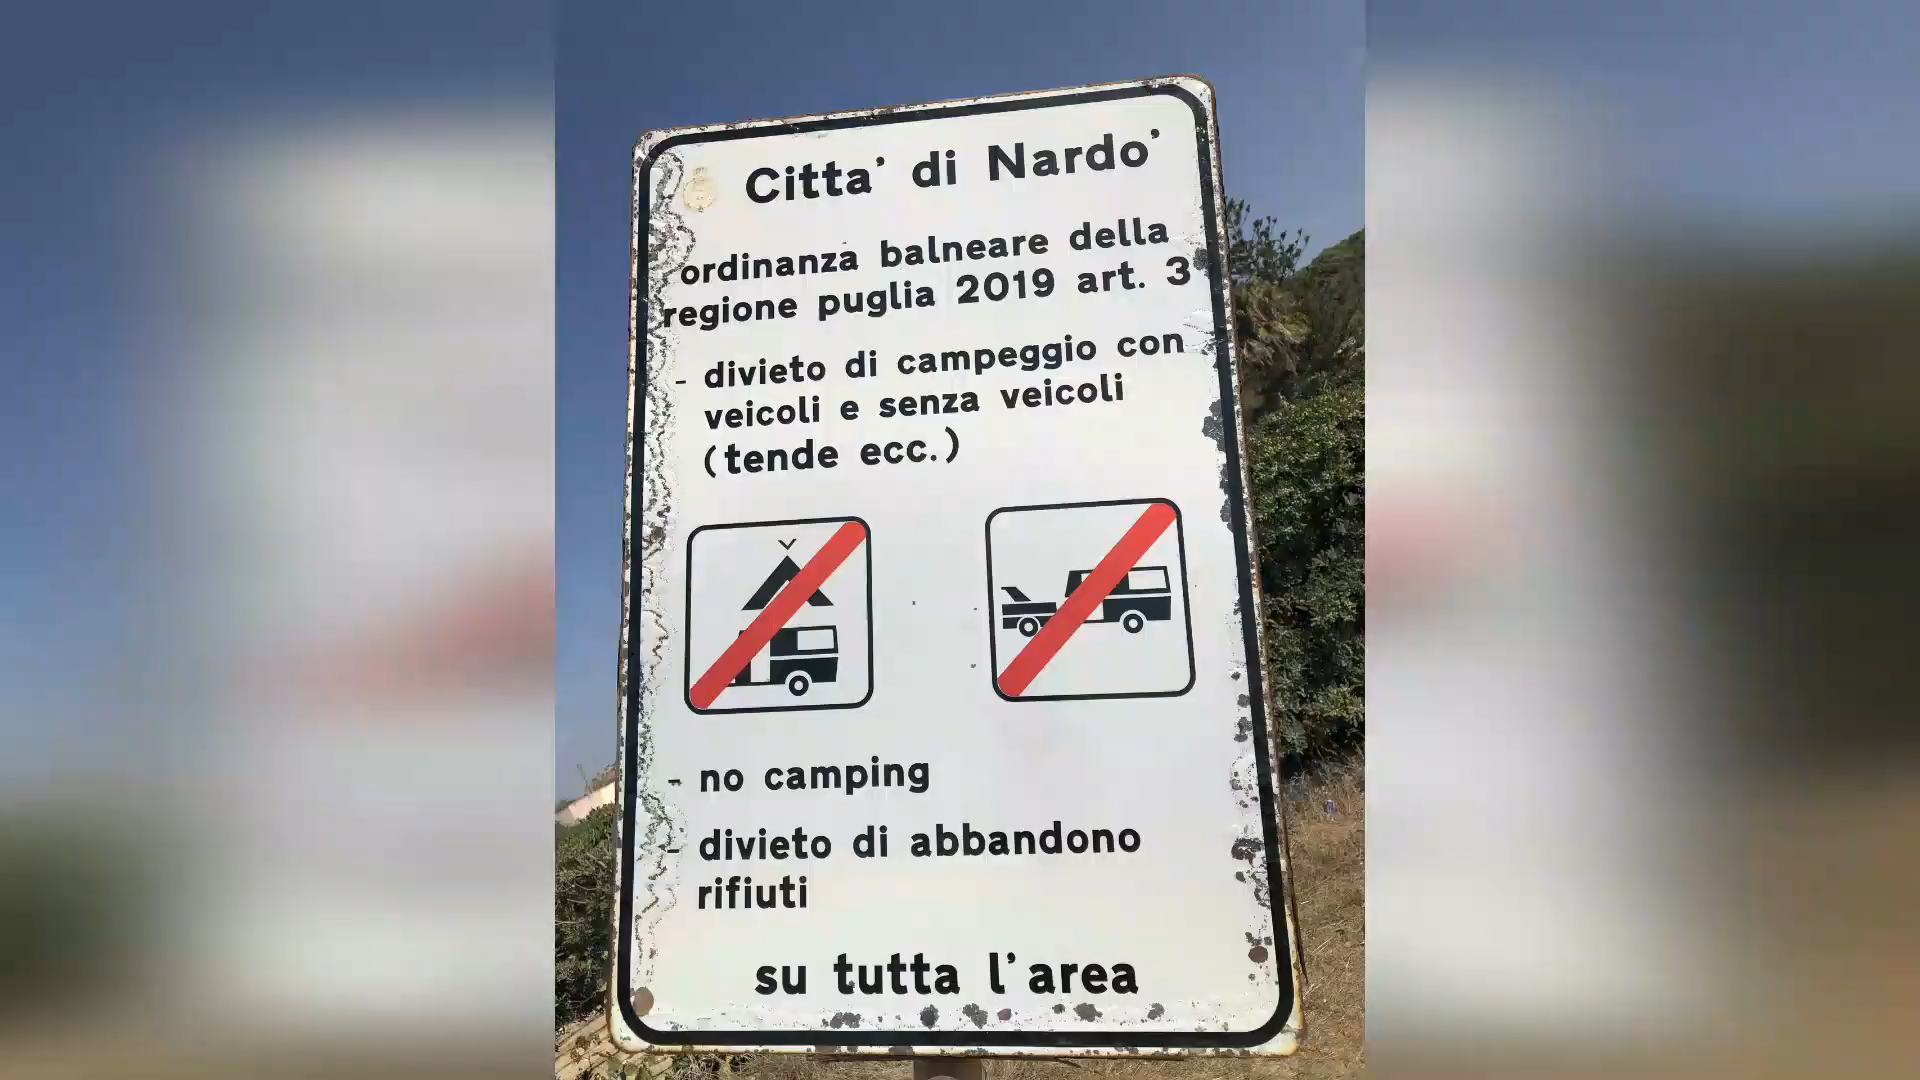 Citta' di Nardo'
ordinanza balneare della
regione puglia 2019 art. 3
- divieto di campeggio con
veicoli e senza veicoli
(tende ecc.)
- no camping
- divieto di abbandono
rifiuti
su tutta l'area